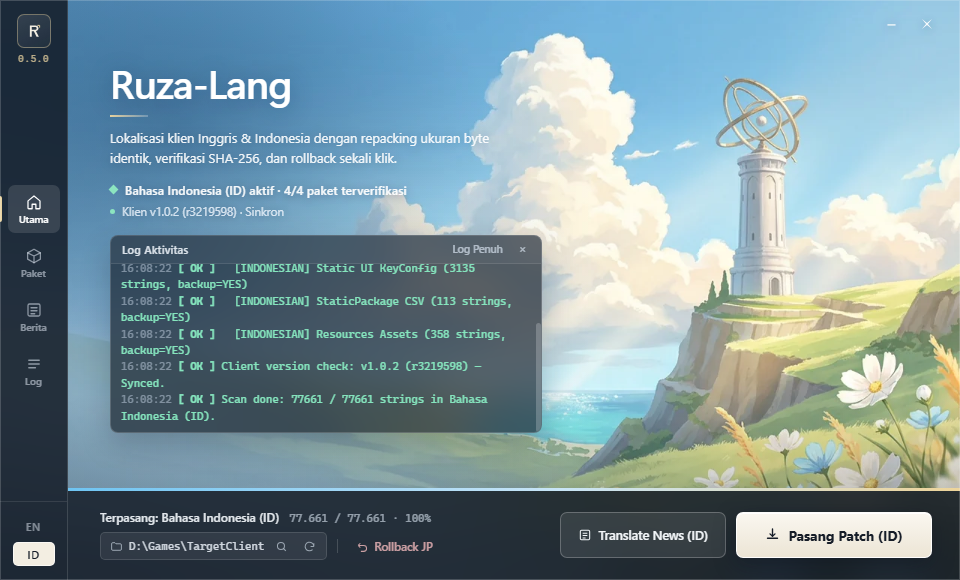 R
0.5.0
Utama
Paket
Berita
Log
EN
ID
Ruza-Lang
Lokalisasi klien Inggris & Indonesia dengan repacking ukuran byte
identik, verifikasi SHA-256, dan rollback sekali klik.
Bahasa Indonesia (ID) aktif · 4/4 paket terverifikasi
Klien v1.0.2 (r3219598) · Sinkron
Log Aktivitas
Log Penuh
×
16:08:22 [ OK ] [INDONESIAN] Static UI KeyConfig (3135
strings, backup=YES)
16:08:22 [ OK ] [INDONESIAN] StaticPackage CSV (113 strings,
backup=YES)
16:08:22 [ OK ] [INDONESIAN] Resources Assets (358 strings,
backup=YES)
16:08:22 [ OK ] Client version check: v1.0.2 (r3219598) —
Synced.
16:08:22 [ OK ] Scan done: 77661 / 77661 strings in Bahasa
Indonesia (ID).
Terpasang: Bahasa Indonesia (ID) 77.661 / 77.661 · 100%
D:\Games\TargetClient
Rollback JP
Translate News (ID)
Pasang Patch (ID)